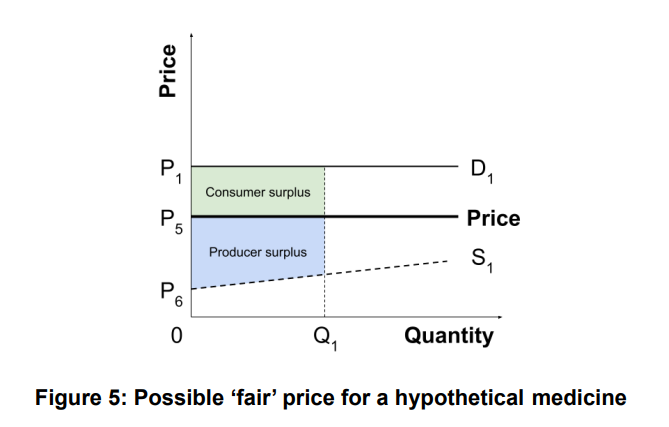 Price
P1
D1
Consumer surplus
P5
Price
Producer surplus
S1
P6
0
Q1
Quantity
Figure 5: Possible ‘fair’ price for a hypothetical medicine